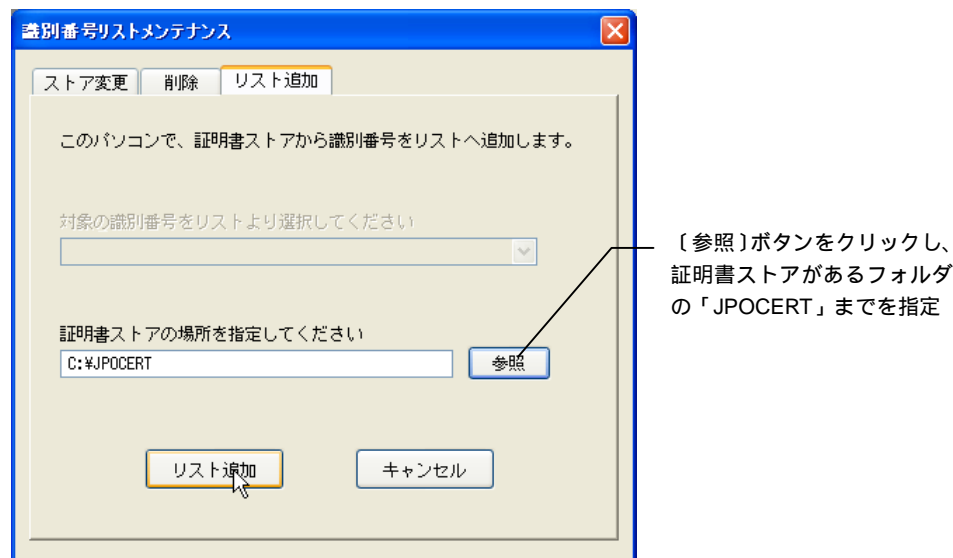 識別番号リストメンテナンス
ストア変更 削除 リスト追加
このパソコンで、証明書ストアから識別番号をリストへ追加します。
対象の識別番号をリストより選択してください
〔参照〕ボタンをクリックし、
証明書ストアがあるフォルダ
の「JPOCERT」までを指定
証明書ストアの場所を指定してください
C:¥JPOCERT 参照
リスト追加 キャンセル